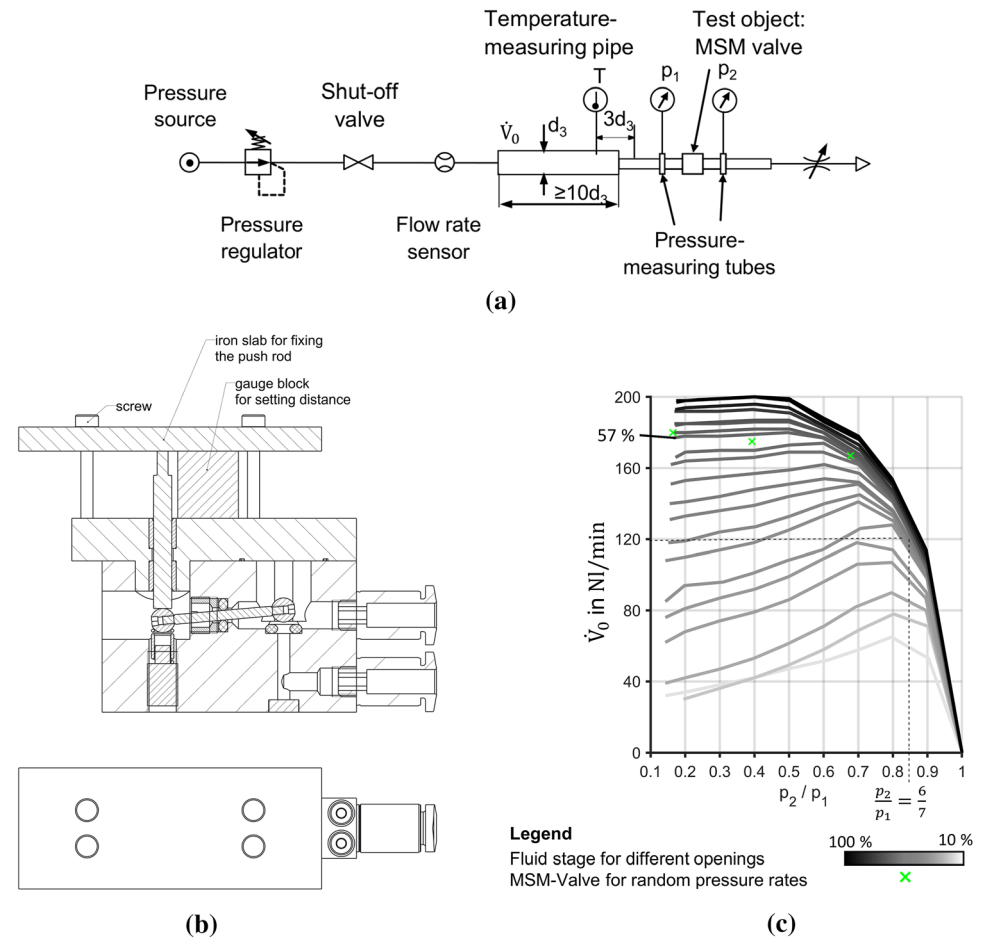 Temperature-
measuring pipe
Test object:
MSM valve
T
p1
p2
Pressure
source
Shut-off
valve
V̇0
d3
3d3
≥10d3
Pressure
regulator
Flow rate
sensor
Pressure-
measuring tubes
(a)
iron slab for fixing
the push rod
gauge block
for setting distance
screw
(b)
200
57 %
160
120
80
40
0
V̇0 in Nl/min
0.1 0.2 0.3 0.4 0.5 0.6 0.7 0.8 0.9 1
p2 / p1
p2/p1 = 6/7
Legend
100 % 10 %
Fluid stage for different openings
MSM-Valve for random pressure rates
(c)